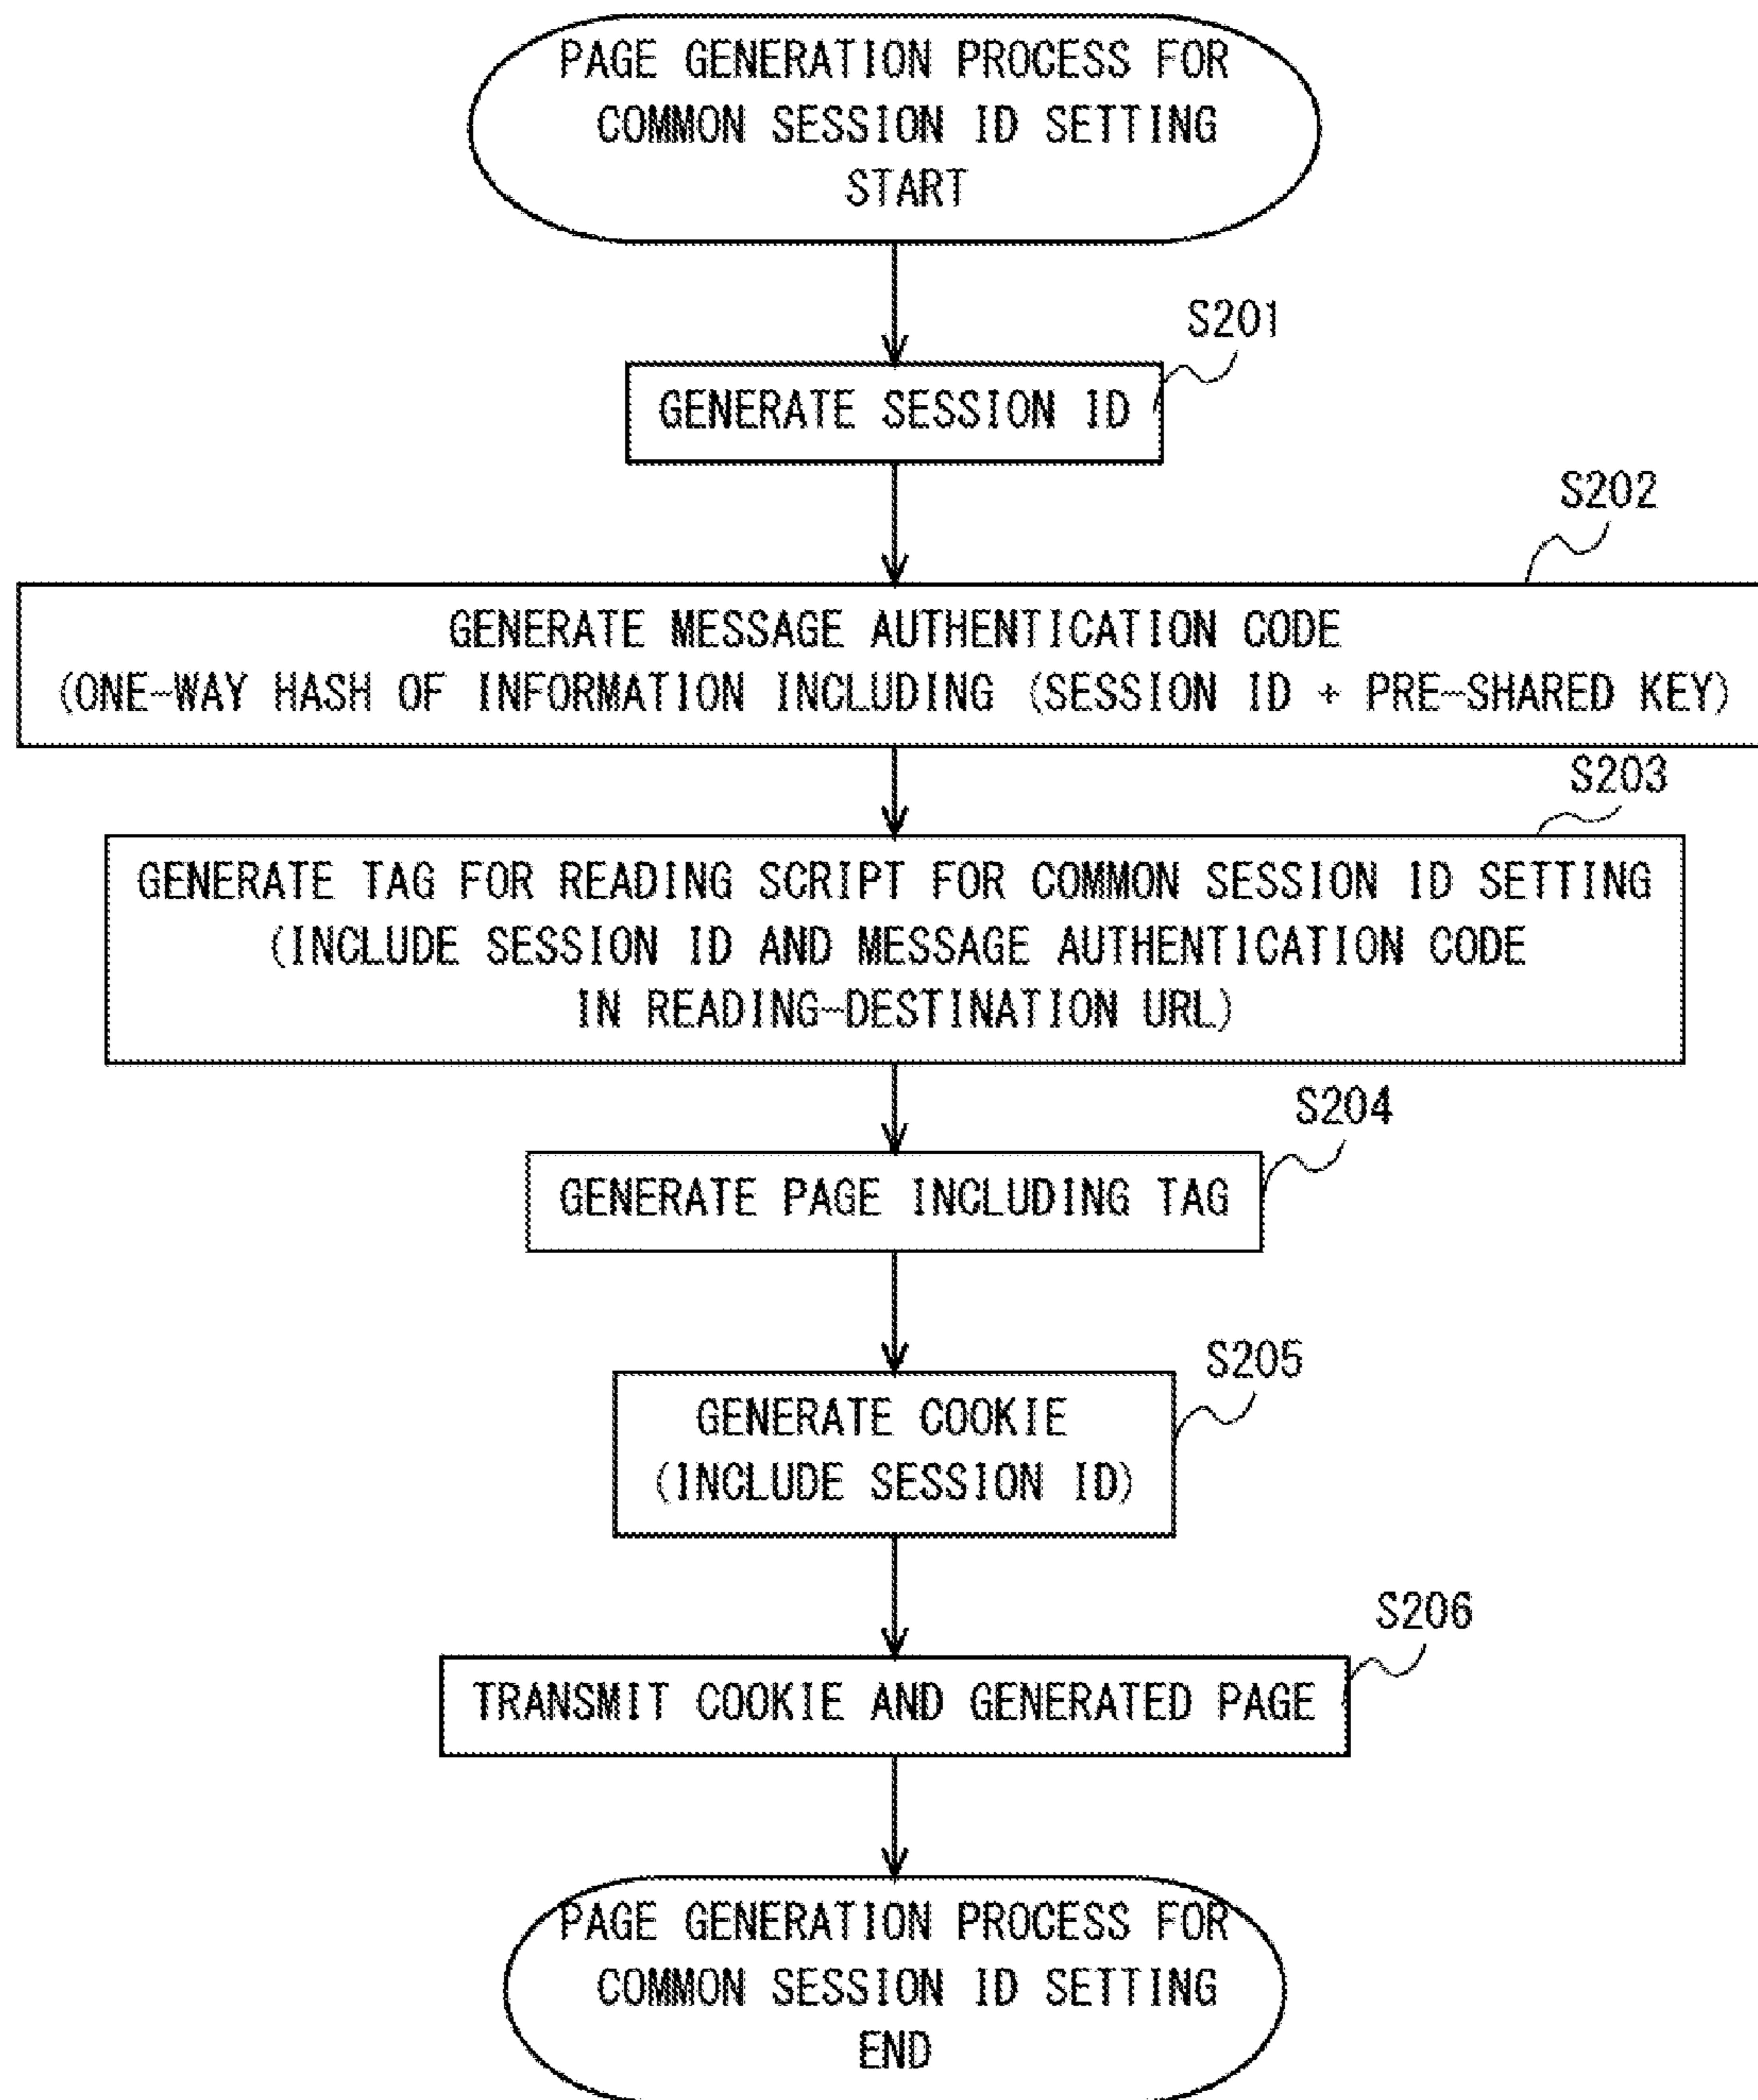 PAGE GENERATION PROCESS FOR
COMMON SESSION ID SETTING
START
S201
GENERATE SESSION ID
S202
GENERATE MESSAGE AUTHENTICATION CODE
(ONE-WAY HASH OF INFORMATION INCLUDING (SESSION ID + PRE-SHARED KEY)
S203
GENERATE TAG FOR READING SCRIPT FOR COMMON SESSION ID SETTING
(INCLUDE SESSION ID AND MESSAGE AUTHENTICATION CODE
IN READING-DESTINATION URL)
S204
GENERATE PAGE INCLUDING TAG
S205
GENERATE COOKIE
(INCLUDE SESSION ID)
S206
TRANSMIT COOKIE AND GENERATED PAGE
PAGE GENERATION PROCESS FOR
COMMON SESSION ID SETTING
END